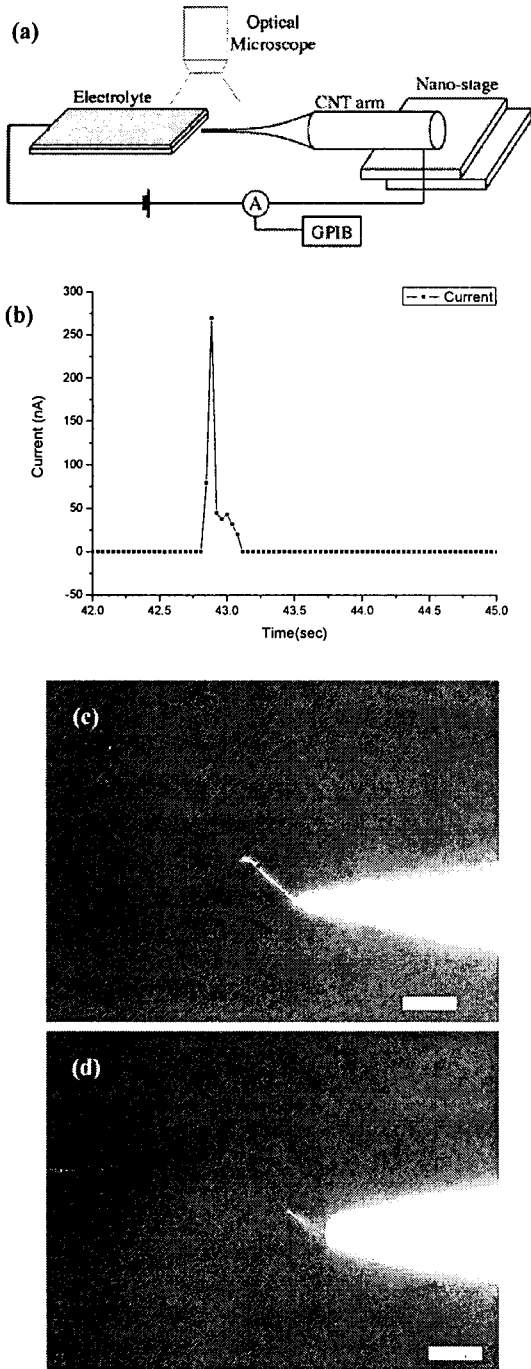 (a)
Optical
Microscope
Nano-stage
Electrolyte
CNT arm
A
GPIB
(b)
Current
300
250
200
150
100
50
0
-50
Current (nA)
42.0 42.5 43.0 43.5 44.0 44.5 45.0
Time(sec)
(c)
(d)